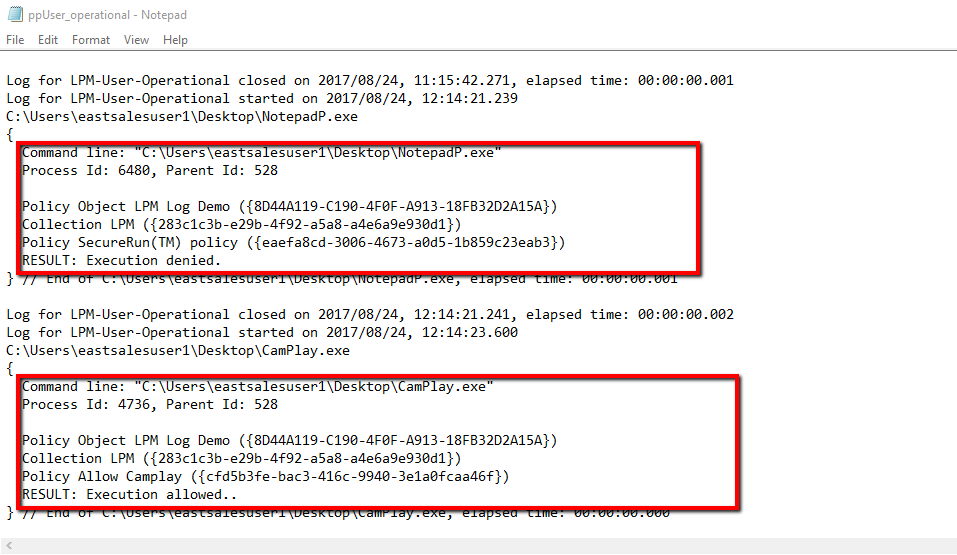 ppUser_operational - Notepad
File Edit Format View Help
Log for LPM-User-Operational closed on 2017/08/24, 11:15:42.271, elapsed time: 00:00:00.001
Log for LPM-User-Operational started on 2017/08/24, 12:14:21.239
C:\Users\eastsalesuser1\Desktop\NotepadP.exe
{
Command line: "C:\Users\eastsalesuser1\Desktop\NotepadP.exe"
Process Id: 6480, Parent Id: 528
Policy Object LPM Log Demo ({8D44A119-C190-4F0F-A913-18FB32D2A15A})
Collection LPM ({283c1c3b-e29b-4f92-a5a8-a4e6a9e930d1})
Policy SecureRun(TM) policy ({eaefa8cd-3006-4673-a0d5-1b859c23eab3})
RESULT: Execution denied.
} // End of C:\Users\eastsalesuser1\Desktop\NotepadP.exe, elapsed time: 00:00:00.001
Log for LPM-User-Operational closed on 2017/08/24, 12:14:21.241, elapsed time: 00:00:00.002
Log for LPM-User-Operational started on 2017/08/24, 12:14:23.600
C:\Users\eastsalesuser1\Desktop\CamPlay.exe
{
Command line: "C:\Users\eastsalesuser1\Desktop\CamPlay.exe"
Process Id: 4736, Parent Id: 528
Policy Object LPM Log Demo ({8D44A119-C190-4F0F-A913-18FB32D2A15A})
Collection LPM ({283c1c3b-e29b-4f92-a5a8-a4e6a9e930d1})
Policy Allow Camplay ({cfd5b3fe-bac3-416c-9940-3e1a0fcaa46f})
RESULT: Execution allowed..
} // End of C:\Users\eastsalesuser1\Desktop\CamPlay.exe, elapsed time: 00:00:00.000